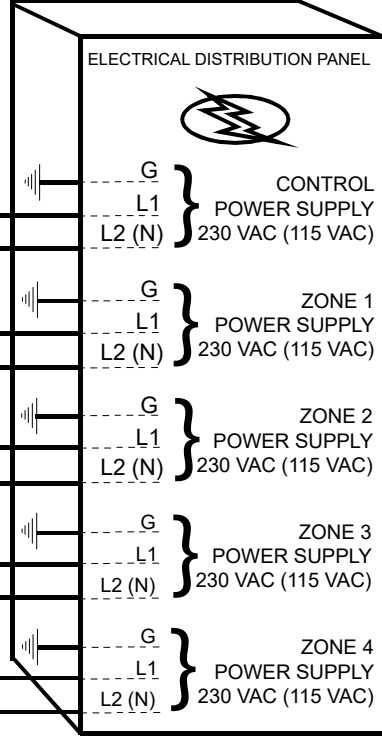 ELECTRICAL DISTRIBUTION PANEL
G
L1
L2 (N)
CONTROL
POWER SUPPLY
230 VAC (115 VAC)
G
L1
L2 (N)
ZONE 1
POWER SUPPLY
230 VAC (115 VAC)
G
L1
L2 (N)
ZONE 2
POWER SUPPLY
230 VAC (115 VAC)
G
L1
L2 (N)
ZONE 3
POWER SUPPLY
230 VAC (115 VAC)
G
L1
L2 (N)
ZONE 4
POWER SUPPLY
230 VAC (115 VAC)